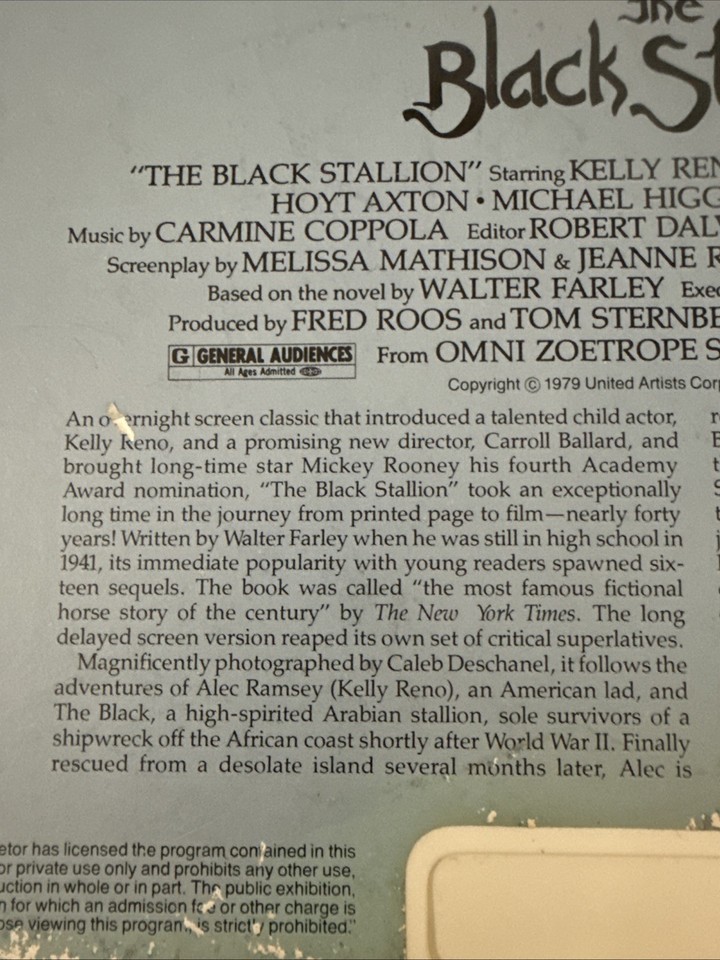 The
Black St
"THE BLACK STALLION" Starring KELLY REN
HOYT AXTON • MICHAEL HIGG
Music by CARMINE COPPOLA Editor ROBERT DAL
Screenplay by MELISSA MATHISON & JEANNE R
Based on the novel by WALTER FARLEY Exec
Produced by FRED ROOS and TOM STERNBE
G GENERAL AUDIENCES
All Ages Admitted
From OMNI ZOETROPE S
Copyright © 1979 United Artists Corp
An overnight screen classic that introduced a talented child actor,
Kelly Reno, and a promising new director, Carroll Ballard, and
brought long-time star Mickey Rooney his fourth Academy
Award nomination, "The Black Stallion" took an exceptionally
long time in the journey from printed page to film—nearly forty
years! Written by Walter Farley when he was still in high school in
1941, its immediate popularity with young readers spawned six-
teen sequels. The book was called "the most famous fictional
horse story of the century" by The New York Times. The long
delayed screen version reaped its own set of critical superlatives.
Magnificently photographed by Caleb Deschanel, it follows the
adventures of Alec Ramsey (Kelly Reno), an American lad, and
The Black, a high-spirited Arabian stallion, sole survivors of a
shipwreck off the African coast shortly after World War II. Finally
rescued from a desolate island several months later, Alec is
etor has licensed the program contained in this
or private use only and prohibits any other use,
uction in whole or in part. The public exhibition,
n for which an admission fee or other charge is
ose viewing this program, is strictly prohibited."